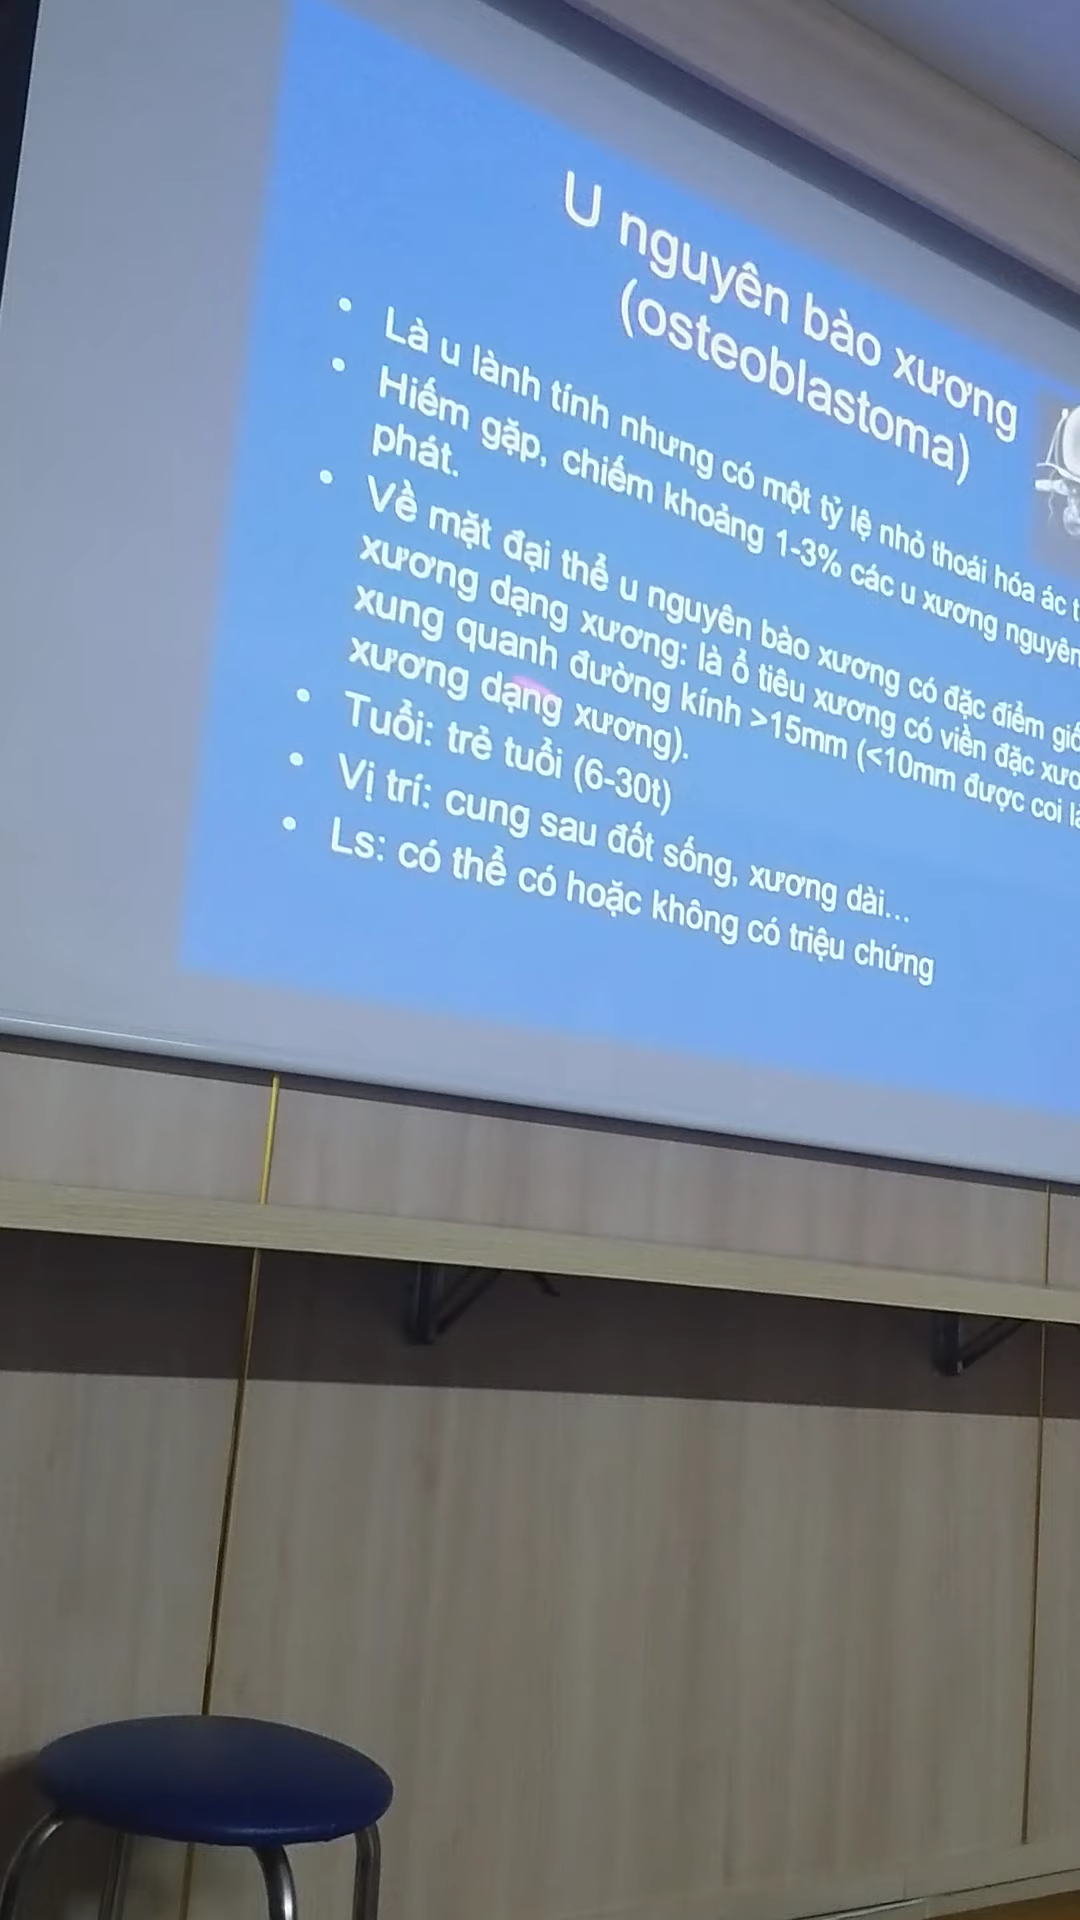 U nguyên bào xương
(osteoblastoma)
• Là u lành tính nhưng có một tỷ lệ nhỏ thoái hóa ác
• Hiếm gặp, chiếm khoảng 1-3% các u xương nguyên
phát.
• Về mặt đại thể u nguyên bào xương có đặc điểm
xương dạng xương: là ổ tiêu xương có viền đặc
xung quanh đường kính >15mm (<10mm được coi
xương dạng xương).
• Tuổi: trẻ tuổi (6-30t)
• Vị trí: cung sau đốt sống, xương dài...
• Ls: có thể có hoặc không có triệu chứng